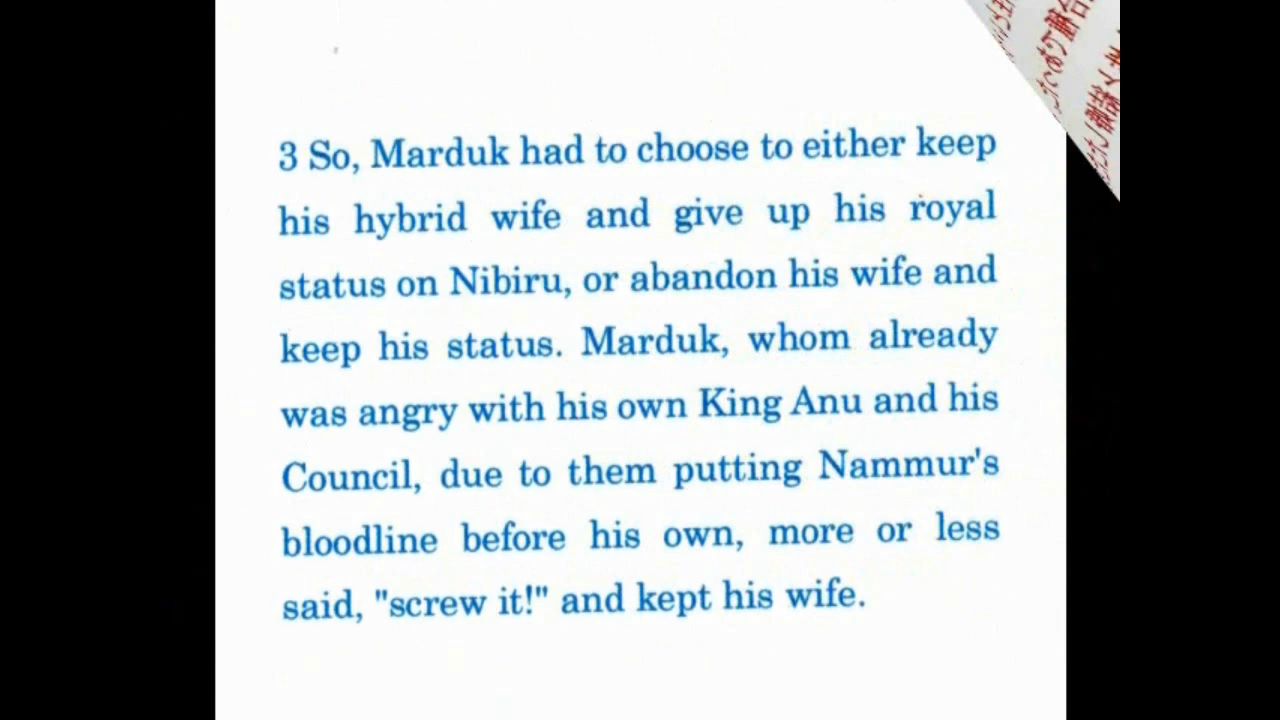 3 So, Marduk had to choose to either keep
his hybrid wife and give up his royal
status on Nibiru, or abandon his wife and
keep his status. Marduk, whom already
was angry with his own King Anu and his
Council, due to them putting Nammur's
bloodline before his own, more or less
said, "screw it!" and kept his wife.